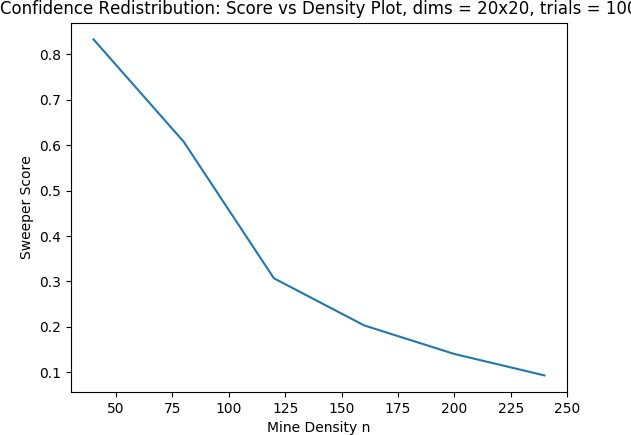 Confidence Redistribution: Score vs Density Plot, dims = 20x20, trials = 100
0.8
0.7
0.6
0.5
0.4
0.3
0.2
0.1
Sweeper Score
50 75 100 125 150 175 200 225 250
Mine Density n